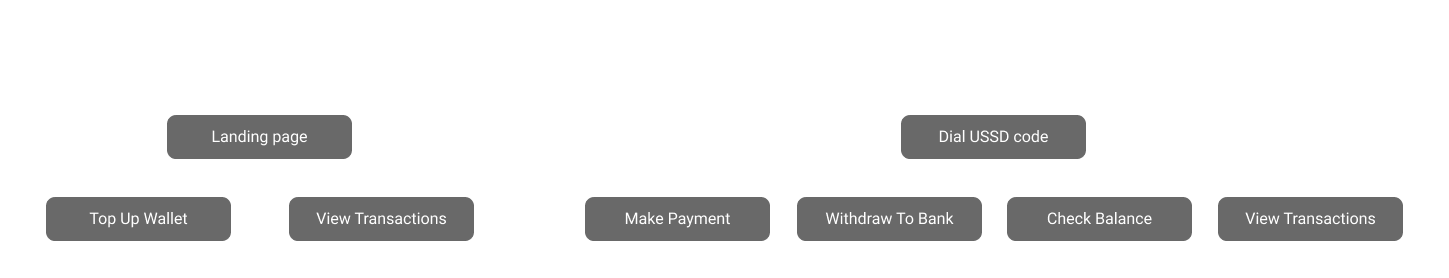 Landing page
Dial USSD code
Top Up Wallet
View Transactions
Make Payment
Withdraw To Bank
Check Balance
View Transactions